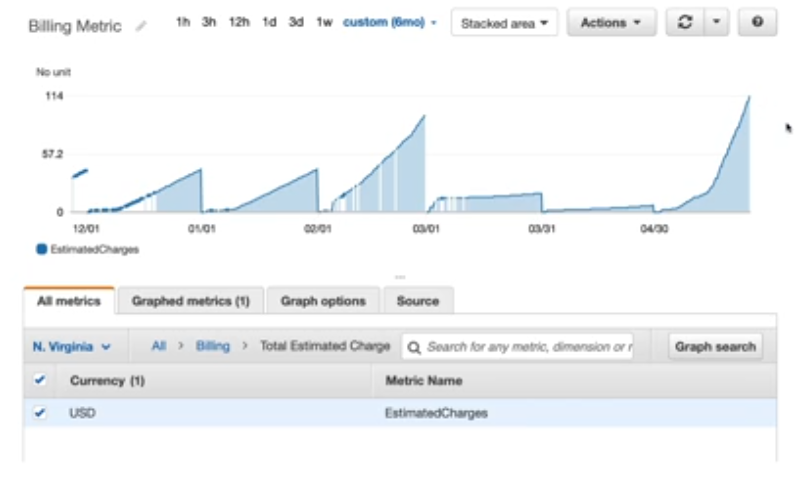 Billing Metric 1h 3h 12h 1d 3d 1w custom (6mo) Stacked area Actions ?
No unit
114
57.2
0
12/01 01/01 02/01 03/01 03/31 04/30
EstimatedCharges
All metrics Graphed metrics (1) Graph options Source
N. Virginia All > Billing > Total Estimated Charge Search for any metric, dimension or r Graph search
Currency (1) Metric Name
USD EstimatedCharges